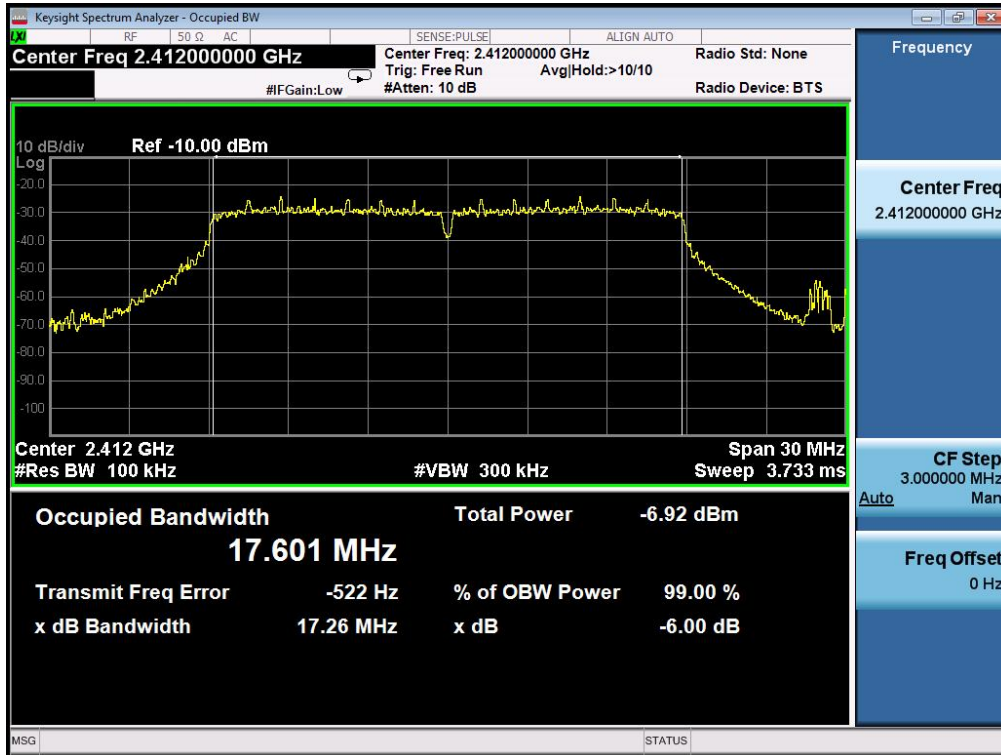 Keysight Spectrum Analyzer - Occupied BW
LXI RF 50 Ω AC SENSE:PULSE ALIGN AUTO
Center Freq 2.412000000 GHz
Center Freq: 2.412000000 GHz Radio Std: None
Trig: Free Run Avg|Hold:>10/10
#IFGain:Low #Atten: 10 dB Radio Device: BTS
10 dB/div Ref -10.00 dBm
Log
-20.0
-30.0
-40.0
-50.0
-60.0
-70.0
-80.0
-90.0
-100
Center 2.412 GHz Span 30 MHz
#Res BW 100 kHz #VBW 300 kHz Sweep 3.733 ms
Occupied Bandwidth Total Power -6.92 dBm
17.601 MHz
Transmit Freq Error -522 Hz % of OBW Power 99.00 %
x dB Bandwidth 17.26 MHz x dB -6.00 dB
Frequency
Center Freq
2.412000000 GHz
CF Step
3.000000 MHz
Auto Man
Freq Offset
0 Hz
MSG STATUS